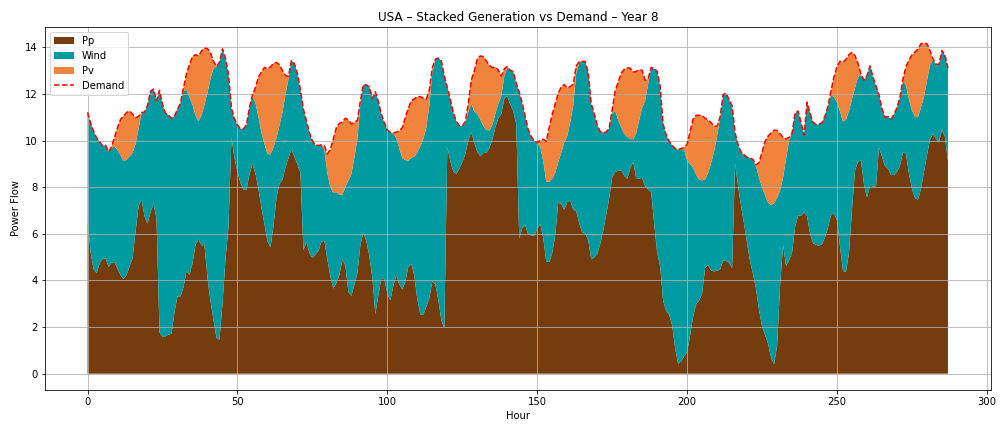 USA – Stacked Generation vs Demand – Year 8
Pp
Wind
Pv
Demand
Power Flow
14
12
10
8
6
4
2
0
0 50 100 150 200 250 300
Hour